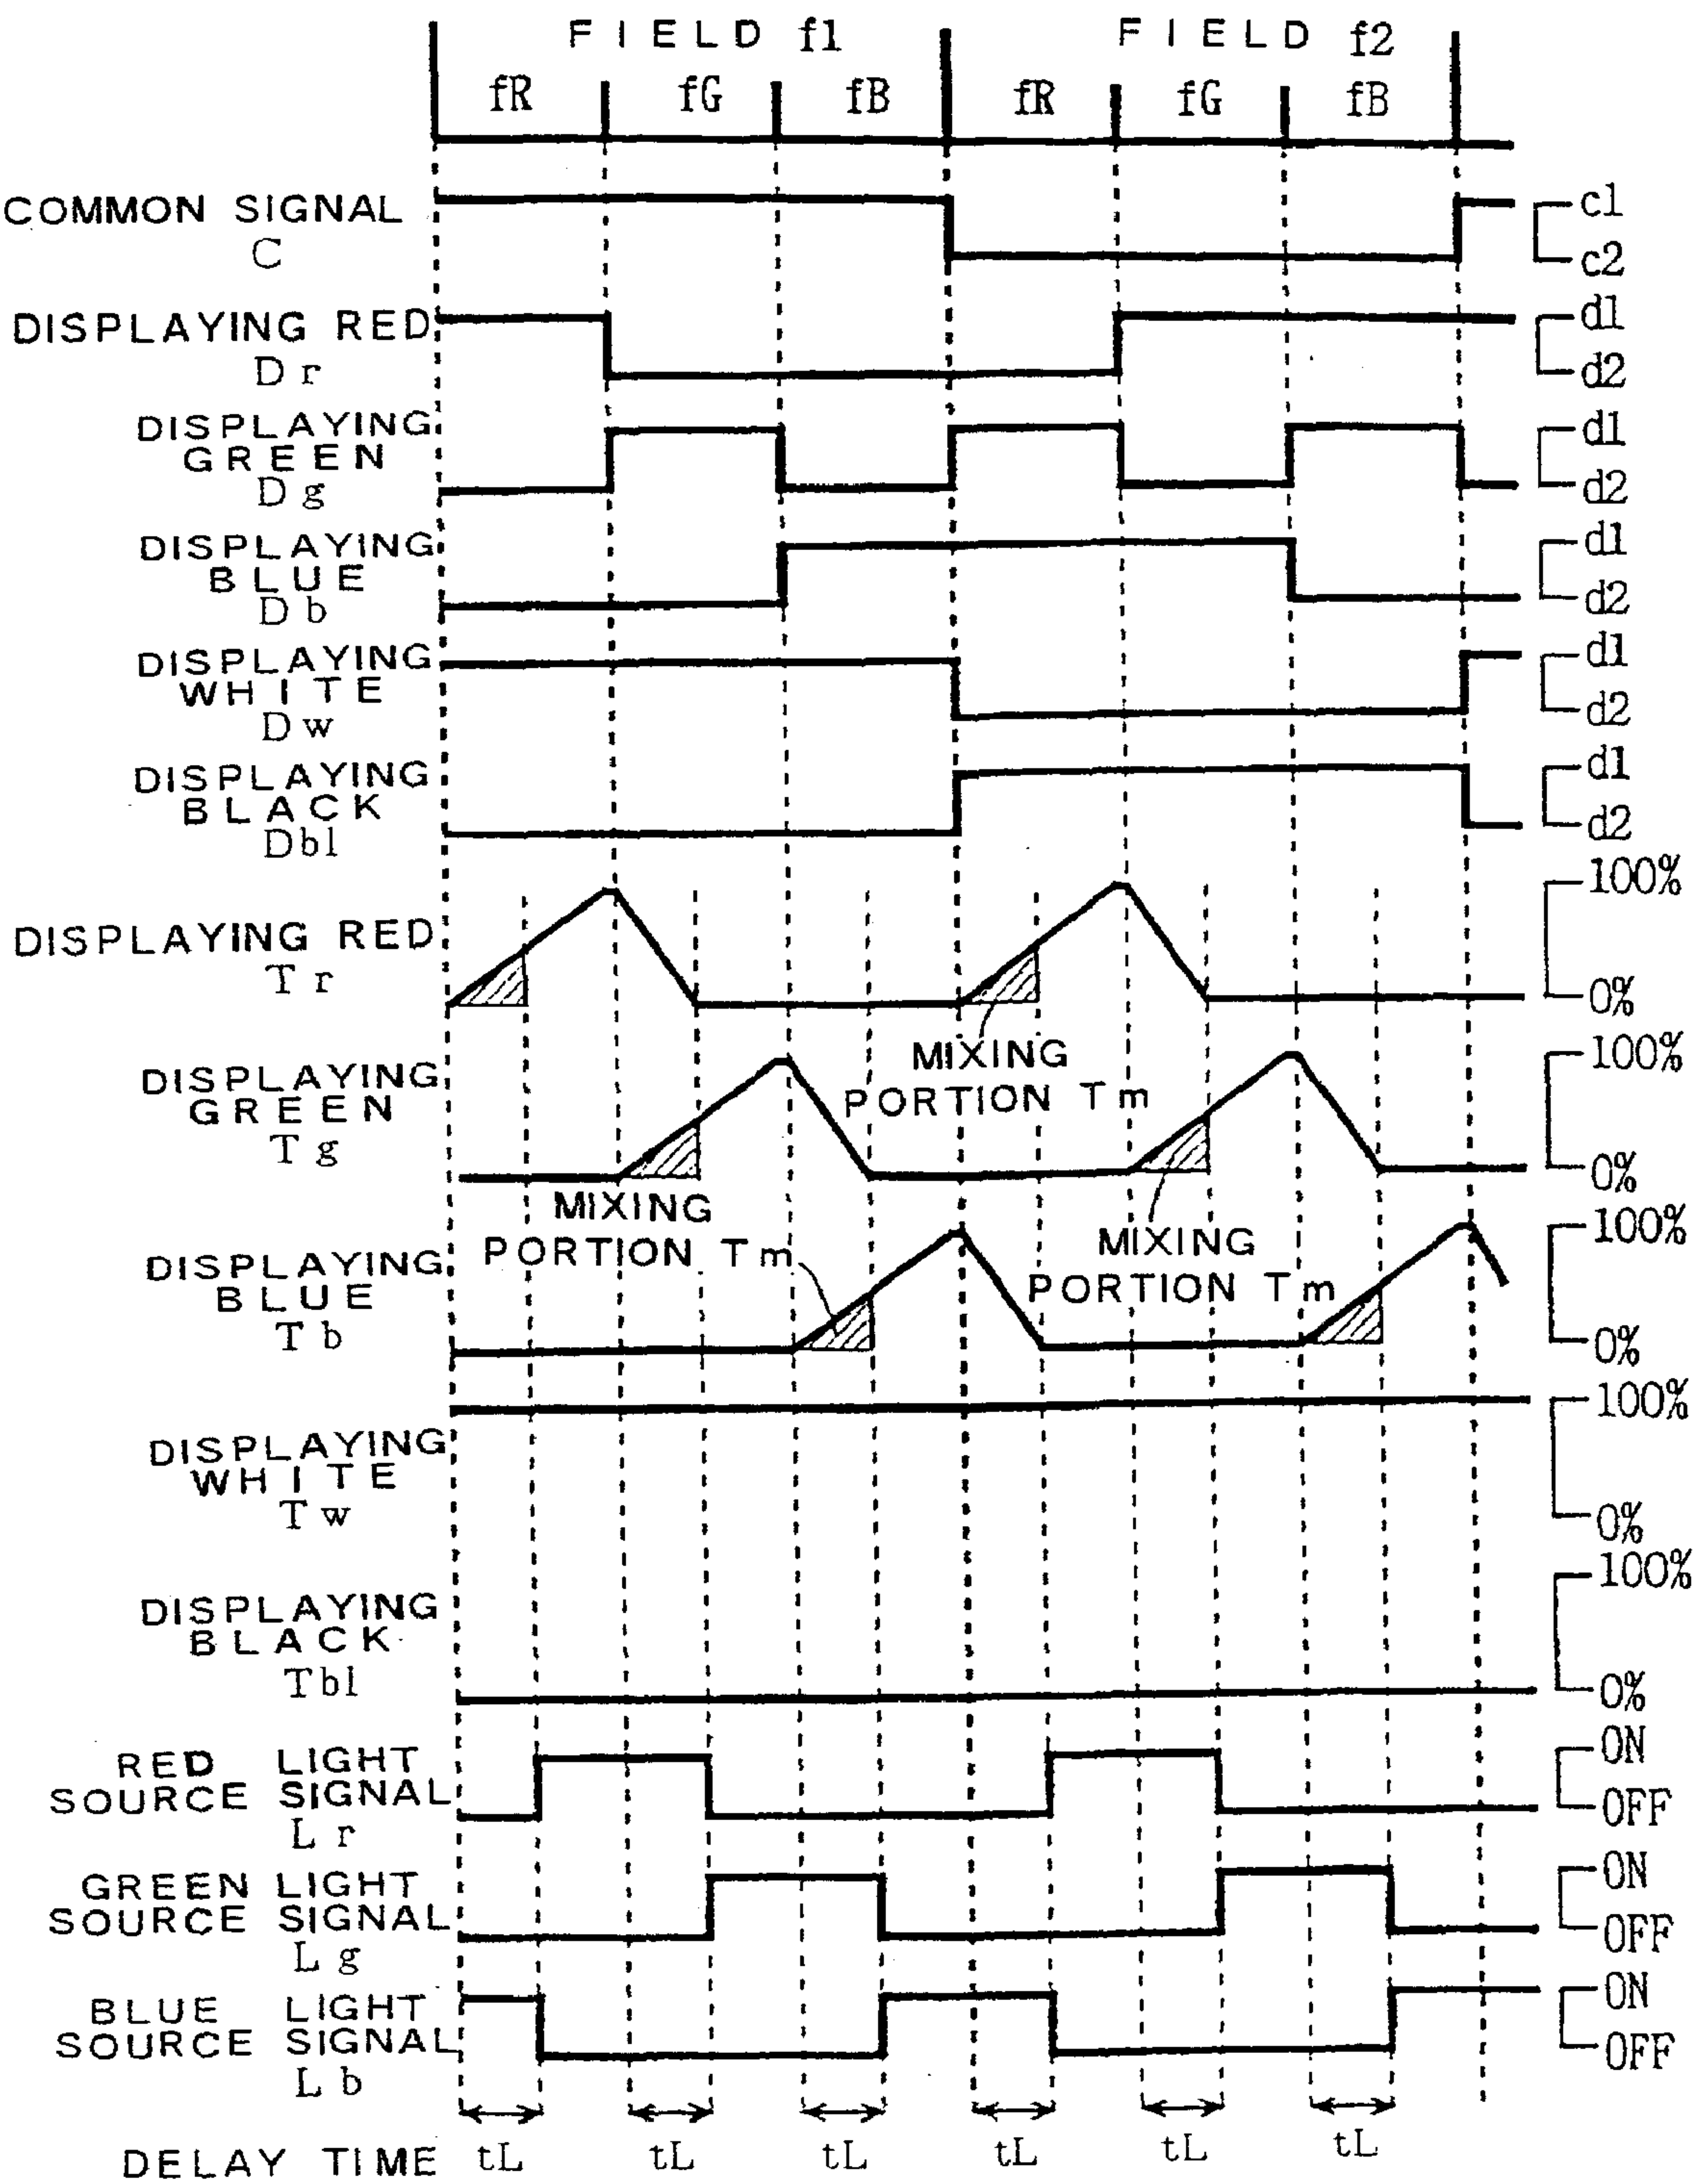 FIELD f1 FIELD f2
fR fG fB fR fG fB
COMMON SIGNAL
C
c1
c2
DISPLAYING RED
Dr
d1
d2
DISPLAYING
GREEN
Dg
d1
d2
DISPLAYING
BLUE
Db
d1
d2
DISPLAYING
WHITE
Dw
d1
d2
DISPLAYING
BLACK
Dbl
d1
d2
DISPLAYING RED
Tr
100%
0%
MIXING
PORTION Tm
DISPLAYING
GREEN
Tg
100%
0%
MIXING
PORTION Tm
MIXING
PORTION Tm
DISPLAYING
BLUE
Tb
100%
0%
DISPLAYING
WHITE
Tw
100%
0%
DISPLAYING
BLACK
Tbl
100%
0%
RED LIGHT
SOURCE SIGNAL
Lr
ON
OFF
GREEN LIGHT
SOURCE SIGNAL
Lg
ON
OFF
BLUE LIGHT
SOURCE SIGNAL
Lb
ON
OFF
DELAY TIME tL tL tL tL tL tL